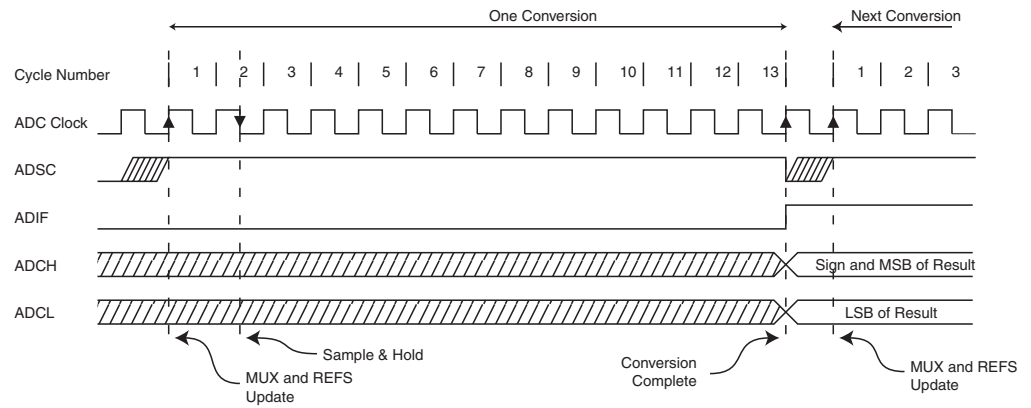 One Conversion
Next Conversion
Cycle Number
1 2 3 4 5 6 7 8 9 10 11 12 13 1 2 3
ADC Clock
ADSC
ADIF
ADCH
Sign and MSB of Result
ADCL
LSB of Result
Sample & Hold
MUX and REFS
Update
Conversion
Complete
MUX and REFS
Update